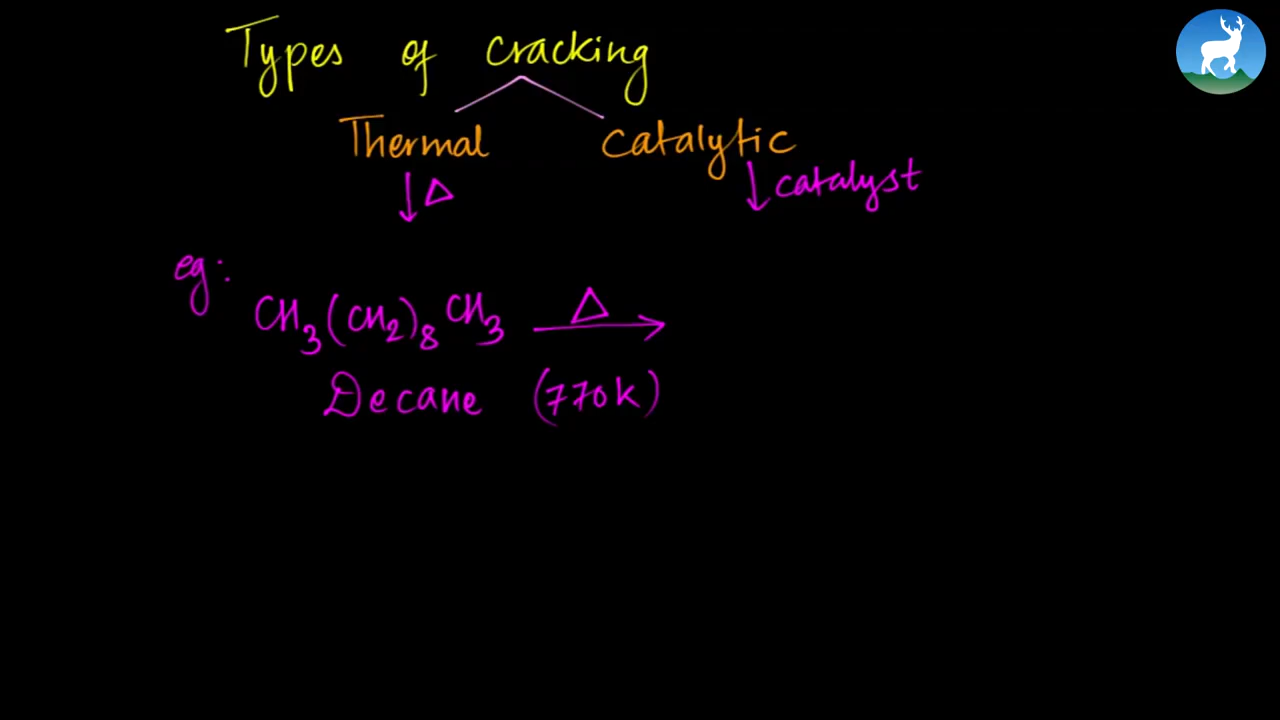 Types of cracking
Thermal catalytic
↓ Δ ↓ catalyst
eg:
CH₃(CH₂)₈CH₃ Δ→
Decane (770K)